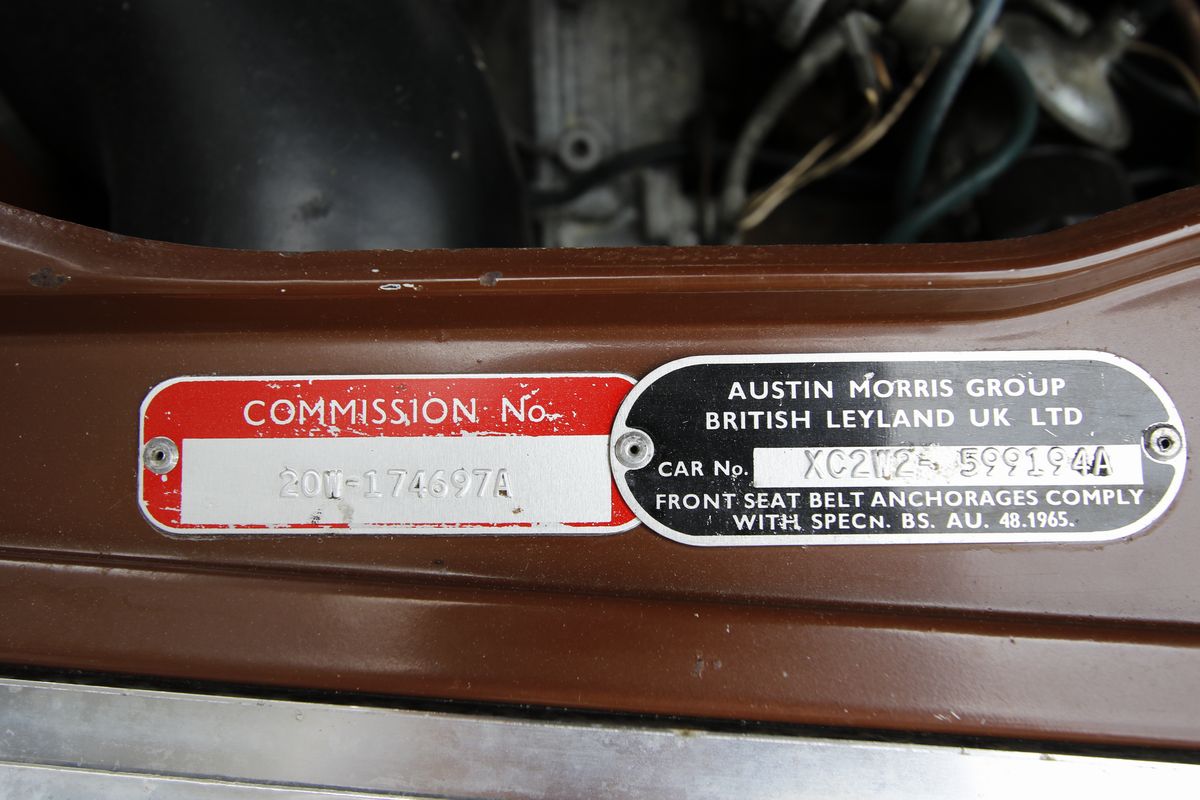 COMMISSION No.
20W-174697A
AUSTIN MORRIS GROUP
BRITISH LEYLAND UK LTD
CAR No. XC2W2- 599194A
FRONT SEAT BELT ANCHORAGES COMPLY
WITH SPECN. BS. AU. 48.1965.